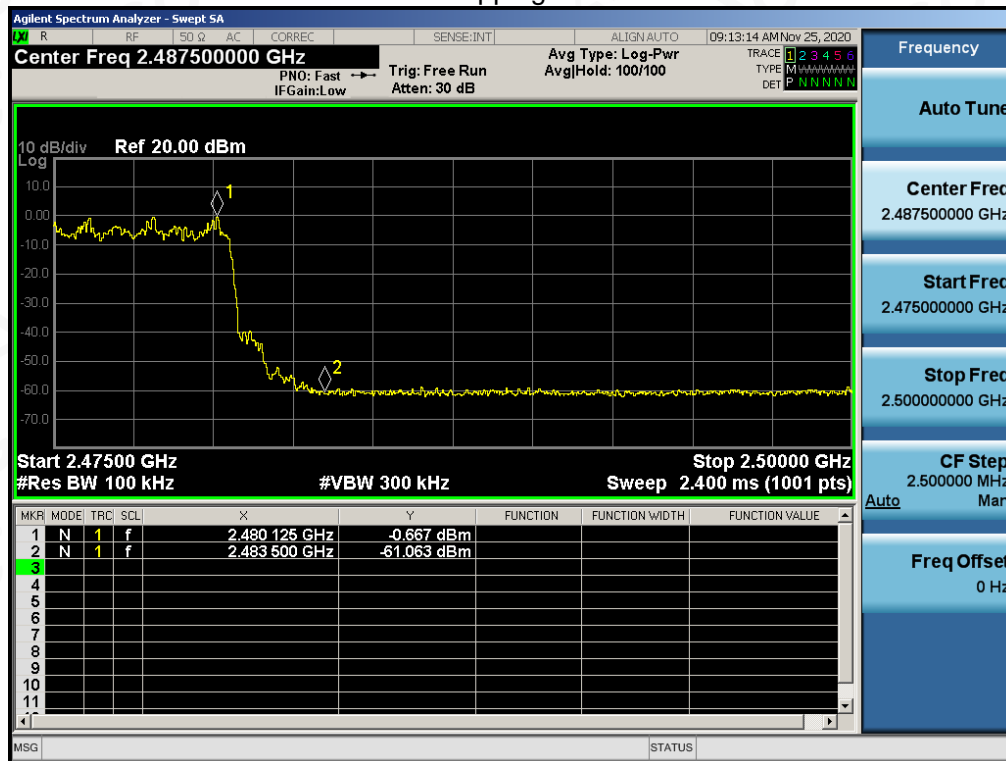 pping
Agilent Spectrum Analyzer - Swept SA
LXI R RF 50 Ω AC CORREC SENSE:INT ALIGN AUTO 09:13:14 AM Nov 25, 2020
Center Freq 2.487500000 GHz
PNO: Fast
IFGain:Low
Trig: Free Run
Atten: 30 dB
Avg Type: Log-Pwr
Avg|Hold: 100/100
TRACE 1 2 3 4 5 6
TYPE M
DET P N N N N N
10 dB/div Ref 20.00 dBm
Log
10.0
0.00
-10.0
-20.0
-30.0
-40.0
-50.0
-60.0
-70.0
1
2
Start 2.47500 GHz Stop 2.50000 GHz
#Res BW 100 kHz #VBW 300 kHz Sweep 2.400 ms (1001 pts)
MKR MODE TRC SCL X Y FUNCTION FUNCTION WIDTH FUNCTION VALUE
1 N 1 f 2.480 125 GHz -0.667 dBm
2 N 1 f 2.483 500 GHz -61.063 dBm
3
4
5
6
7
8
9
10
11
MSG STATUS
Frequency
Auto Tune
Center Freq
2.487500000 GHz
Start Freq
2.475000000 GHz
Stop Freq
2.500000000 GHz
CF Step
2.500000 MHz
Auto Man
Freq Offset
0 Hz